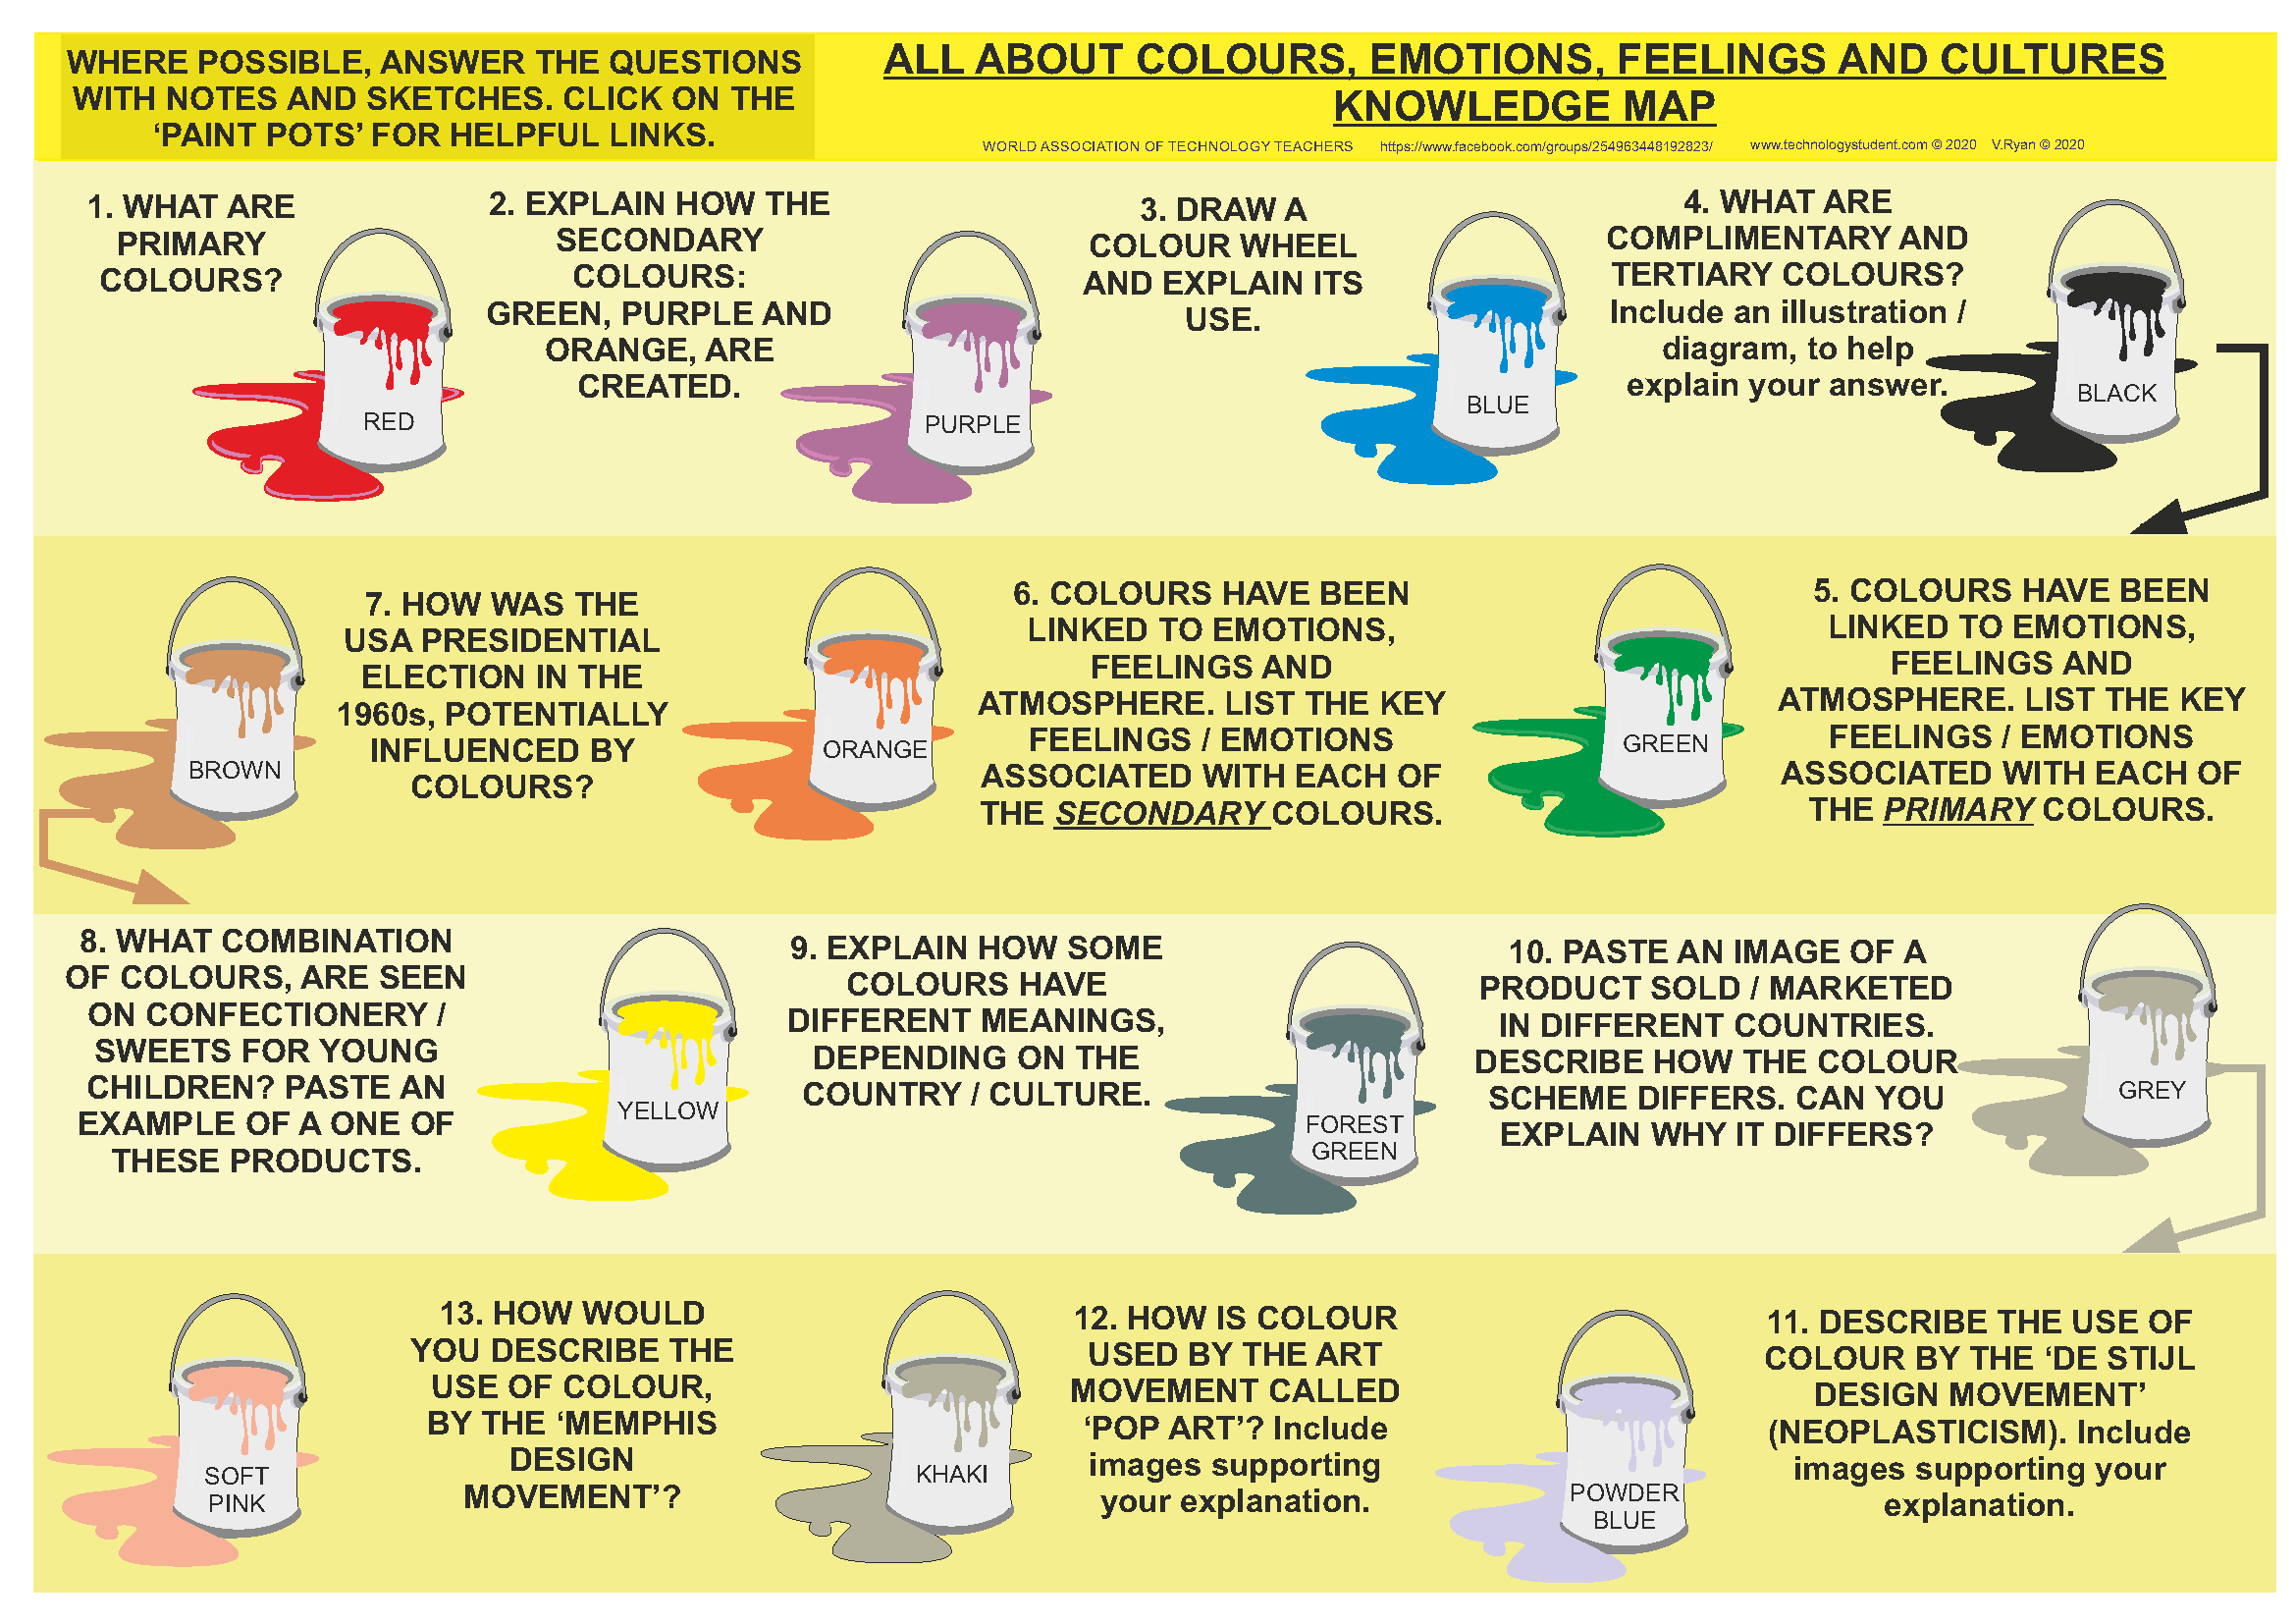 WHERE POSSIBLE, ANSWER THE QUESTIONS
WITH NOTES AND SKETCHES. CLICK ON THE
‘PAINT POTS’ FOR HELPFUL LINKS.
ALL ABOUT COLOURS, EMOTIONS, FEELINGS AND CULTURES
KNOWLEDGE MAP
WORLD ASSOCIATION OF TECHNOLOGY TEACHERS https://www.facebook.com/groups/254963448192823/ www.technologystudent.com © 2020 V.Ryan © 2020
1. WHAT ARE
PRIMARY
COLOURS?
RED
2. EXPLAIN HOW THE
SECONDARY
COLOURS:
GREEN, PURPLE AND
ORANGE, ARE
CREATED.
PURPLE
3. DRAW A
COLOUR WHEEL
AND EXPLAIN ITS
USE.
BLUE
4. WHAT ARE
COMPLIMENTARY AND
TERTIARY COLOURS?
Include an illustration /
diagram, to help
explain your answer.
BLACK
5. COLOURS HAVE BEEN
LINKED TO EMOTIONS,
FEELINGS AND
ATMOSPHERE. LIST THE KEY
FEELINGS / EMOTIONS
ASSOCIATED WITH EACH OF
THE PRIMARY COLOURS.
GREEN
6. COLOURS HAVE BEEN
LINKED TO EMOTIONS,
FEELINGS AND
ATMOSPHERE. LIST THE KEY
FEELINGS / EMOTIONS
ASSOCIATED WITH EACH OF
THE SECONDARY COLOURS.
ORANGE
7. HOW WAS THE
USA PRESIDENTIAL
ELECTION IN THE
1960s, POTENTIALLY
INFLUENCED BY
COLOURS?
BROWN
8. WHAT COMBINATION
OF COLOURS, ARE SEEN
ON CONFECTIONERY /
SWEETS FOR YOUNG
CHILDREN? PASTE AN
EXAMPLE OF A ONE OF
THESE PRODUCTS.
YELLOW
9. EXPLAIN HOW SOME
COLOURS HAVE
DIFFERENT MEANINGS,
DEPENDING ON THE
COUNTRY / CULTURE.
FOREST
GREEN
10. PASTE AN IMAGE OF A
PRODUCT SOLD / MARKETED
IN DIFFERENT COUNTRIES.
DESCRIBE HOW THE COLOUR
SCHEME DIFFERS. CAN YOU
EXPLAIN WHY IT DIFFERS?
GREY
11. DESCRIBE THE USE OF
COLOUR BY THE ‘DE STIJL
DESIGN MOVEMENT’
(NEOPLASTICISM). Include
images supporting your
explanation.
POWDER
BLUE
12. HOW IS COLOUR
USED BY THE ART
MOVEMENT CALLED
‘POP ART’? Include
images supporting
your explanation.
KHAKI
13. HOW WOULD
YOU DESCRIBE THE
USE OF COLOUR,
BY THE ‘MEMPHIS
DESIGN
MOVEMENT’?
SOFT
PINK